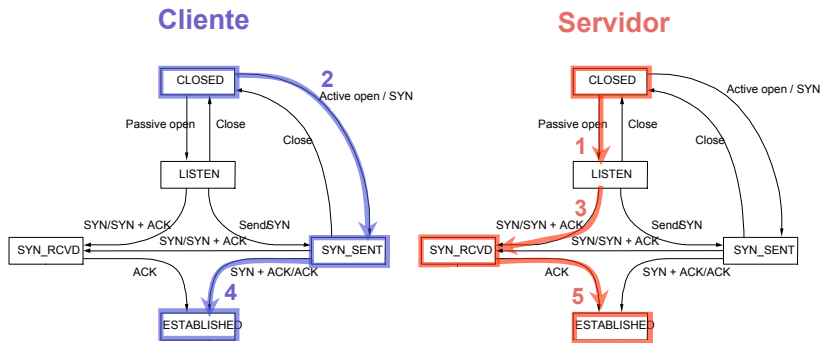 Cliente
Servidor
CLOSED
2
Active open / SYN
Passive open
Close
Close
LISTEN
SYN/SYN + ACK
Send/SYN
SYN/SYN + ACK
SYN_RCVD
SYN_SENT
ACK
SYN + ACK/ACK
4
ESTABLISHED
CLOSED
Active open / SYN
Passive open
Close
1
Close
LISTEN
3
SYN/SYN + ACK
Send/SYN
SYN/SYN + ACK
SYN_RCVD
SYN_SENT
ACK
SYN + ACK/ACK
5
ESTABLISHED